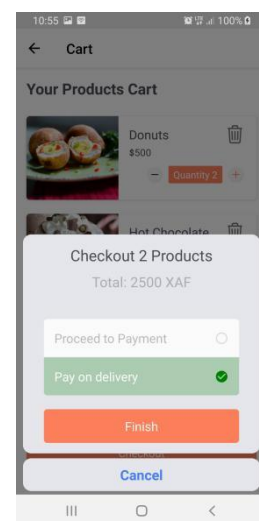 10:55 100%
Cart
Your Products Cart
Donuts
$500
Quantity 2
Hot Chocolate
Checkout 2 Products
Total: 2500 XAF
Proceed to Payment
Pay on delivery
Finish
Checkout
Cancel